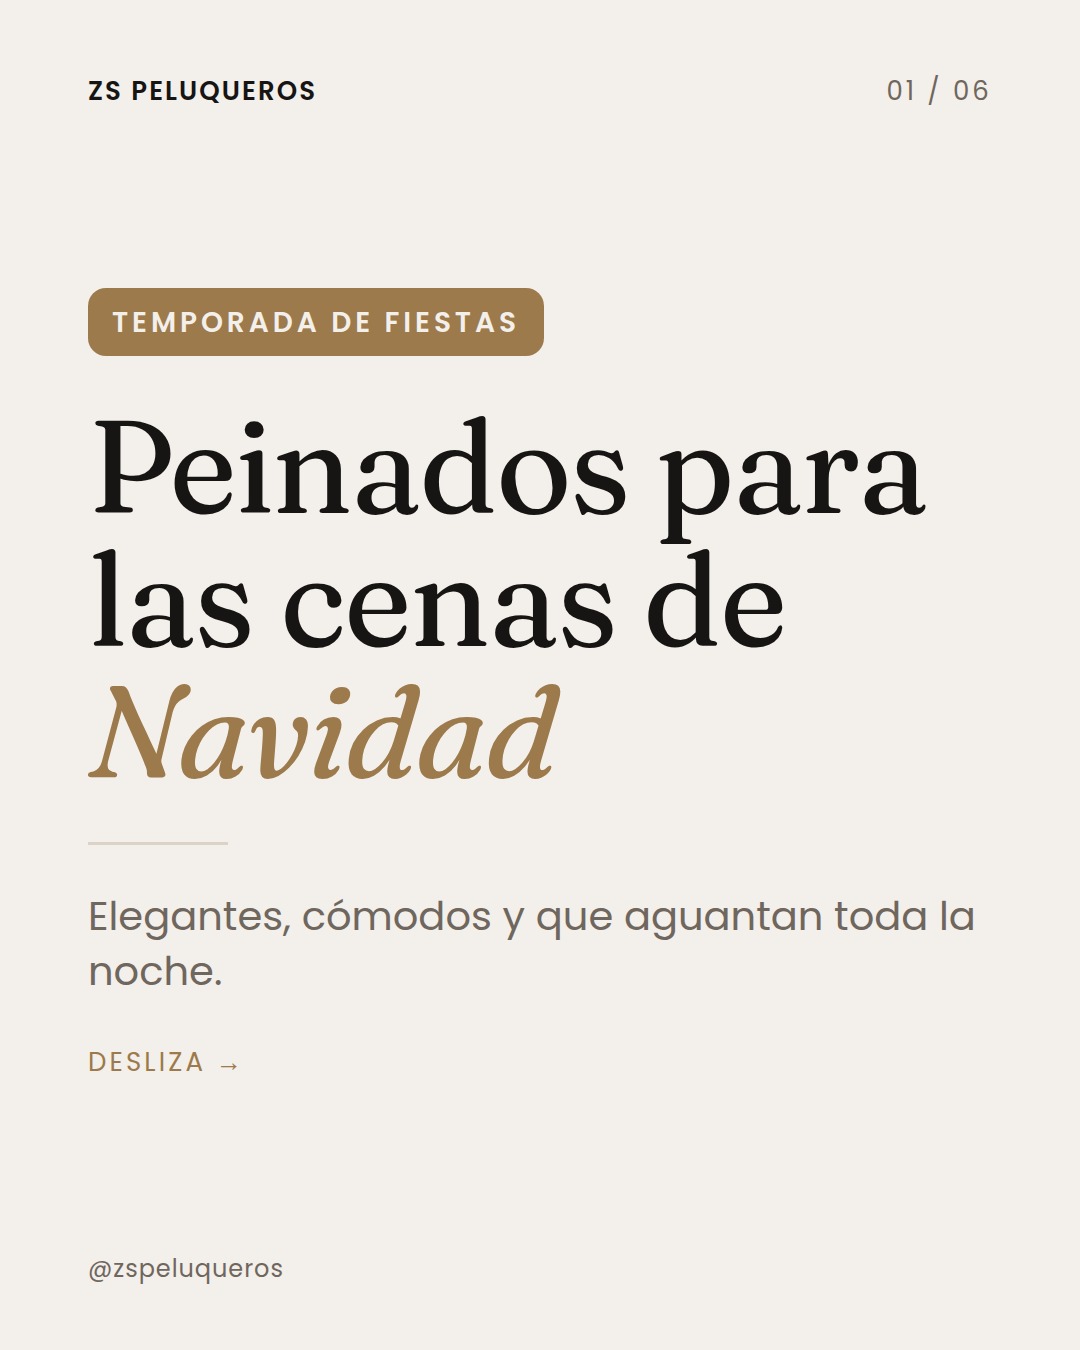 ZS PELUQUEROS
01 / 06
TEMPORADA DE FIESTAS
Peinados para
las cenas de
Navidad
Elegantes, cómodos y que aguantan toda la
noche.
DESLIZA →
@zspeluqueros